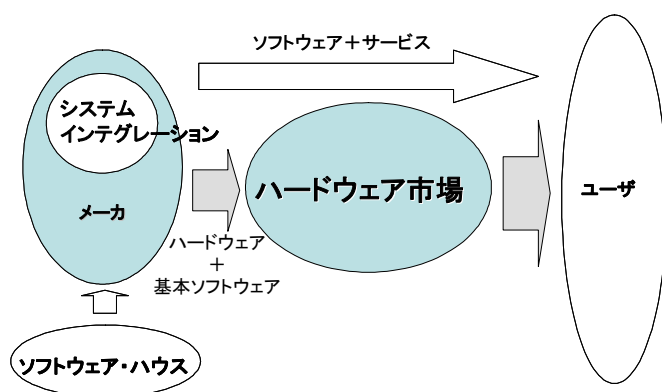 ソフトウェア+サービス
システム
インテグレーション
メーカ
ハードウェア市場
ユーザ
ハードウェア
+
基本ソフトウェア
ソフトウェア・ハウス